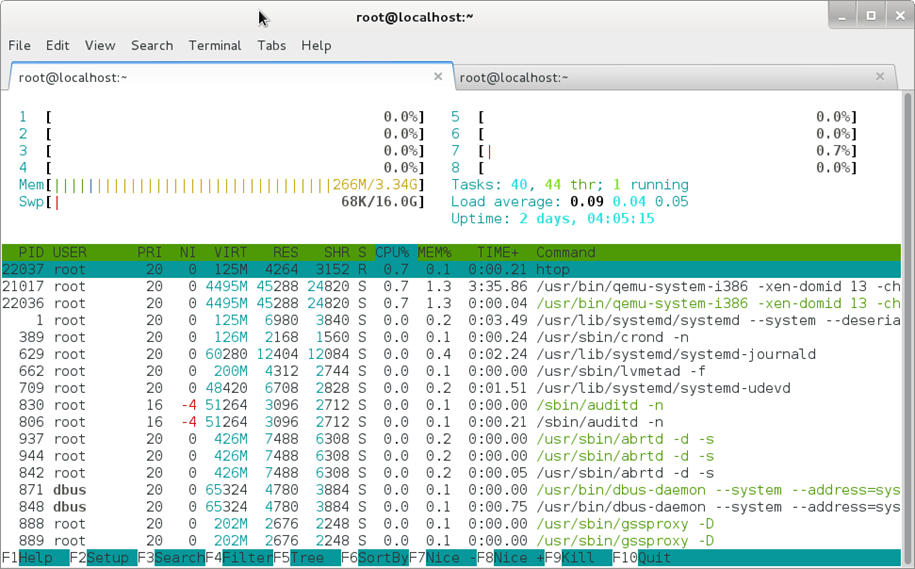 root@localhost:~
File Edit View Search Terminal Tabs Help
root@localhost:~ × root@localhost:~ ×
1 [ 0.0%] 5 [ 0.0%]
2 [ 0.0%] 6 [ 0.0%]
3 [ 0.0%] 7 [| 0.7%]
4 [ 0.0%] 8 [ 0.0%]
Mem[||||||||||||||||||||||||||||||||266M/3.34G] Tasks: 40, 44 thr; 1 running
Swp[| 68K/16.0G] Load average: 0.09 0.04 0.05
Uptime: 2 days, 04:05:15
PID USER PRI NI VIRT RES SHR S CPU% MEM% TIME+ Command
22037 root 20 0 125M 4264 3152 R 0.7 0.1 0:00.21 htop
21017 root 20 0 4495M 45288 24820 S 0.7 1.3 3:35.86 /usr/bin/qemu-system-i386 -xen-domid 13 -ch
22036 root 20 0 4495M 45288 24820 S 0.7 1.3 0:00.04 /usr/bin/qemu-system-i386 -xen-domid 13 -ch
1 root 20 0 125M 6980 3840 S 0.0 0.2 0:03.49 /usr/lib/systemd/systemd --system --deseria
389 root 20 0 126M 2168 1560 S 0.0 0.1 0:00.24 /usr/sbin/crond -n
629 root 20 0 60280 12404 12084 S 0.0 0.4 0:02.24 /usr/lib/systemd/systemd-journald
662 root 20 0 200M 4312 2744 S 0.0 0.1 0:00.00 /usr/sbin/lvmetad -f
709 root 20 0 48420 6708 2828 S 0.0 0.2 0:01.51 /usr/lib/systemd/systemd-udevd
830 root 16 -4 51264 3096 2712 S 0.0 0.1 0:00.00 /sbin/auditd -n
806 root 16 -4 51264 3096 2712 S 0.0 0.1 0:00.21 /sbin/auditd -n
937 root 20 0 426M 7488 6308 S 0.0 0.2 0:00.00 /usr/sbin/abrtd -d -s
944 root 20 0 426M 7488 6308 S 0.0 0.2 0:00.00 /usr/sbin/abrtd -d -s
842 root 20 0 426M 7488 6308 S 0.0 0.2 0:00.05 /usr/sbin/abrtd -d -s
871 dbus 20 0 65324 4780 3884 S 0.0 0.1 0:00.00 /usr/bin/dbus-daemon --system --address=sys
848 dbus 20 0 65324 4780 3884 S 0.0 0.1 0:00.75 /usr/bin/dbus-daemon --system --address=sys
888 root 20 0 202M 2676 2248 S 0.0 0.1 0:00.00 /usr/sbin/gssproxy -D
889 root 20 0 202M 2676 2248 S 0.0 0.1 0:00.00 /usr/sbin/gssproxy -D
F1Help F2Setup F3SearchF4FilterF5Tree F6SortByF7Nice -F8Nice +F9Kill F10Quit